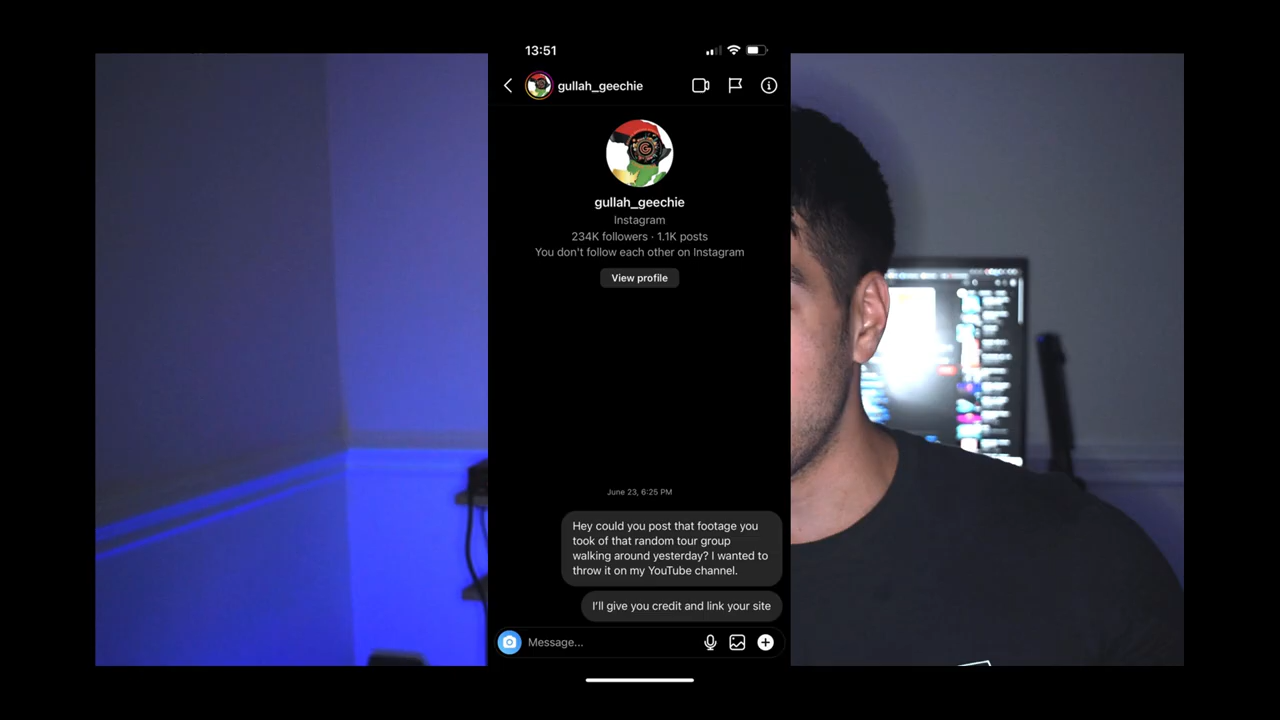 13:51
gullah_geechie
gullah_geechie
Instagram
234K followers · 1.1K posts
You don't follow each other on Instagram
View profile
June 23, 6:25 PM
Hey could you post that footage you
took of that random tour group
walking around yesterday? I wanted to
throw it on my YouTube channel.
I'll give you credit and link your site
Message...